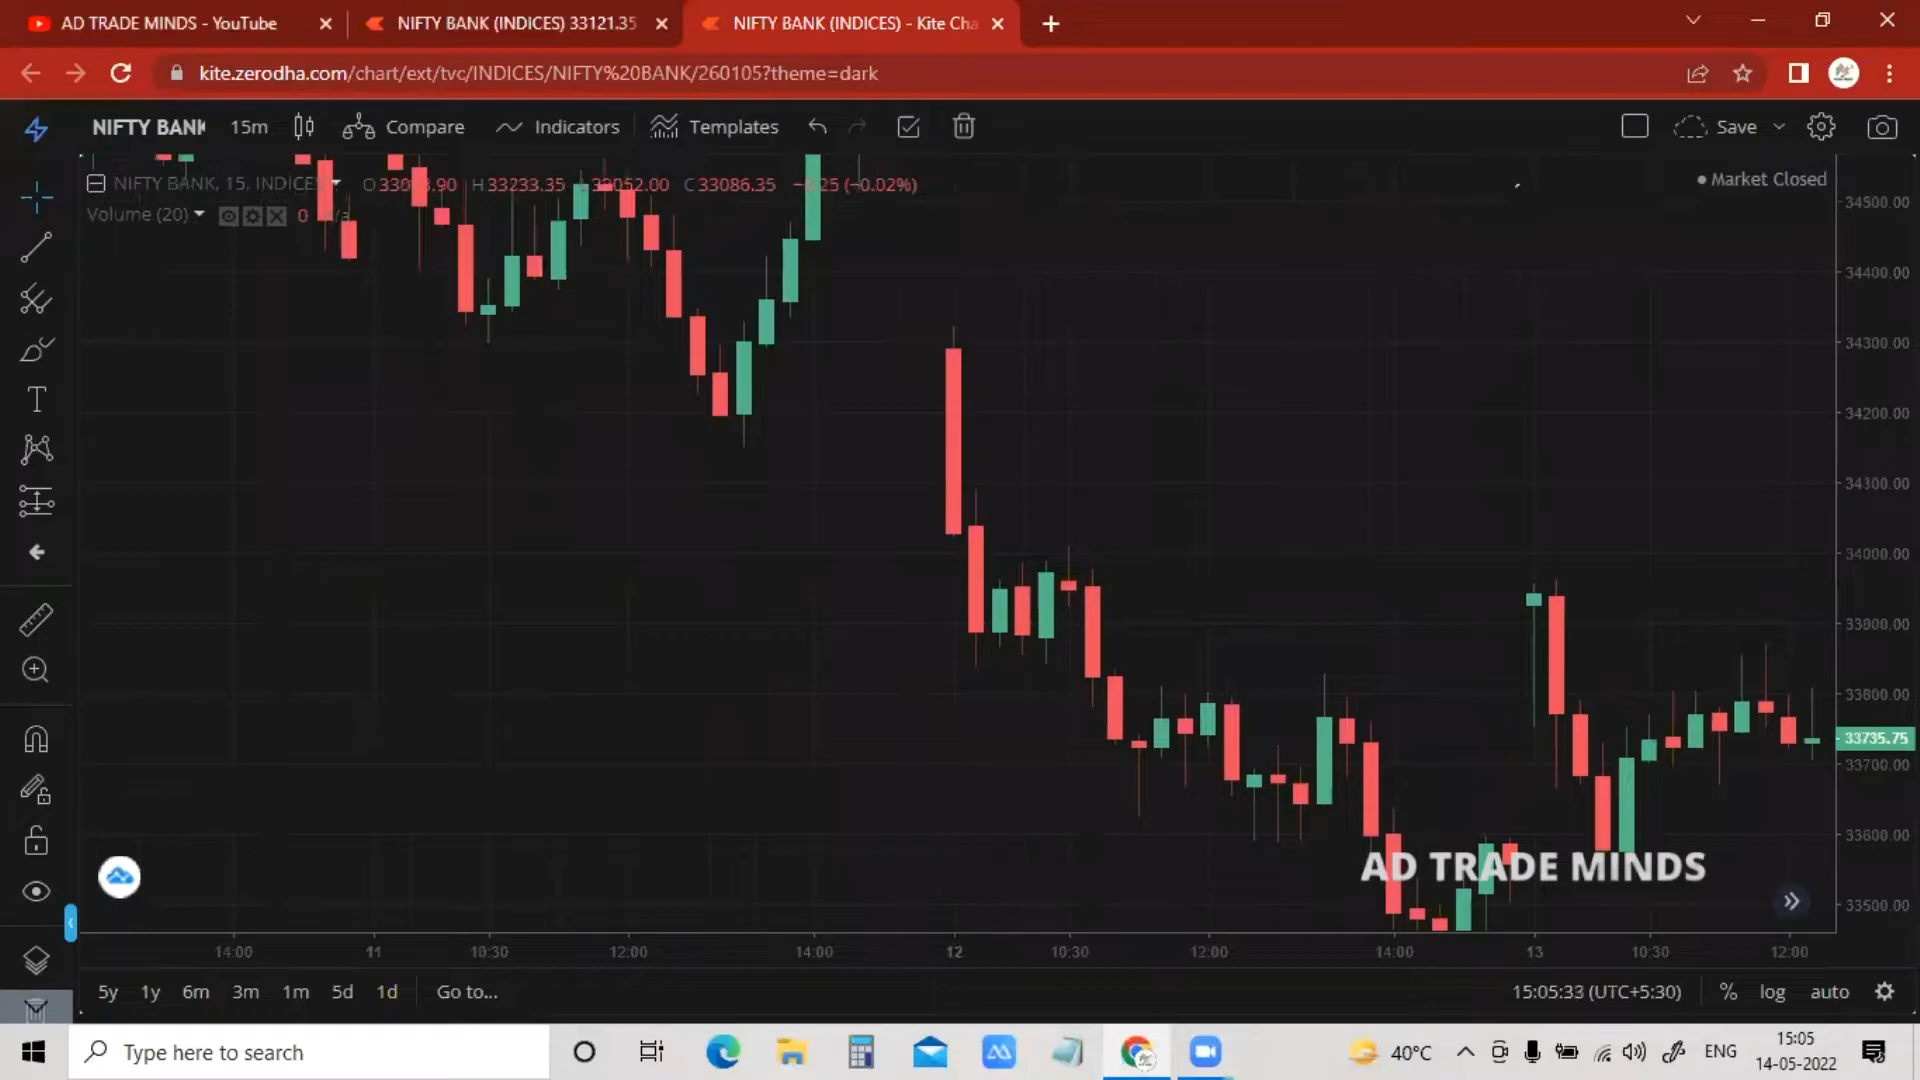 AD TRADE MINDS - YouTube
NIFTY BANK (INDICES) 33121.35
NIFTY BANK (INDICES) - Kite Cha
kite.zerodha.com/chart/ext/tvc/INDICES/NIFTY%20BANK/260105?theme=dark
NIFTY BANK 15m Compare Indicators Templates Save
NIFTY BANK, 15, INDICES H33233.35 C33086.35 (−0.02%)
Market Closed
Volume (20) 0
34500.00
34400.00
34300.00
34200.00
34100.00
34000.00
33900.00
33800.00
33735.75
33700.00
33600.00
33500.00
AD TRADE MINDS
14:00 11 10:30 12:00 14:00 12 10:30 12:00 14:00 13 10:30 12:00
5y 1y 6m 3m 1m 5d 1d Go to... 15:05:33 (UTC+5:30) % log auto
Type here to search
40°C
ENG
15:05
14-05-2022